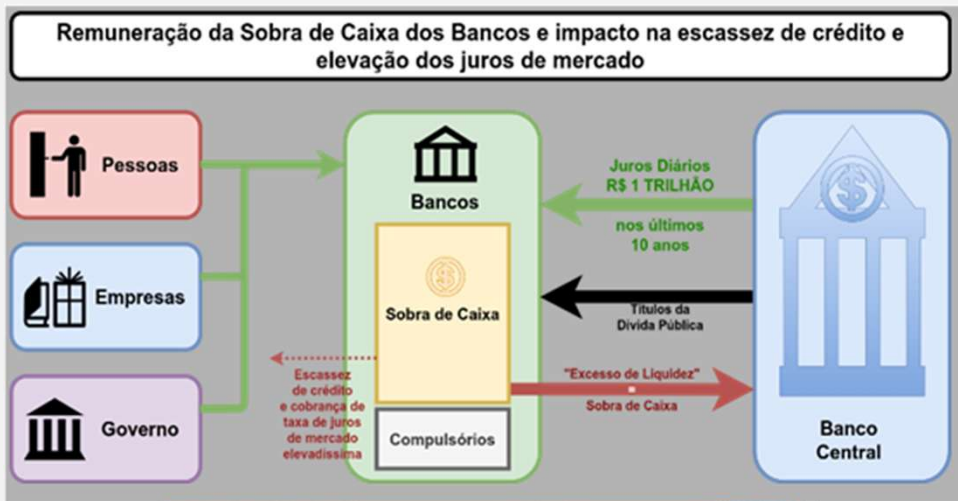 Remuneração da Sobra de Caixa dos Bancos e impacto na escassez de crédito e
elevação dos juros de mercado
Pessoas
Empresas
Governo
Bancos
Sobra de Caixa
Compulsórios
Escassez
de crédito
e cobrança de
taxa de juros
de mercado
elevadíssima
Juros Diários
R$ 1 TRILHÃO
nos últimos
10 anos
Títulos da
Dívida Pública
"Excesso de Liquidez"
Sobra de Caixa
Banco
Central